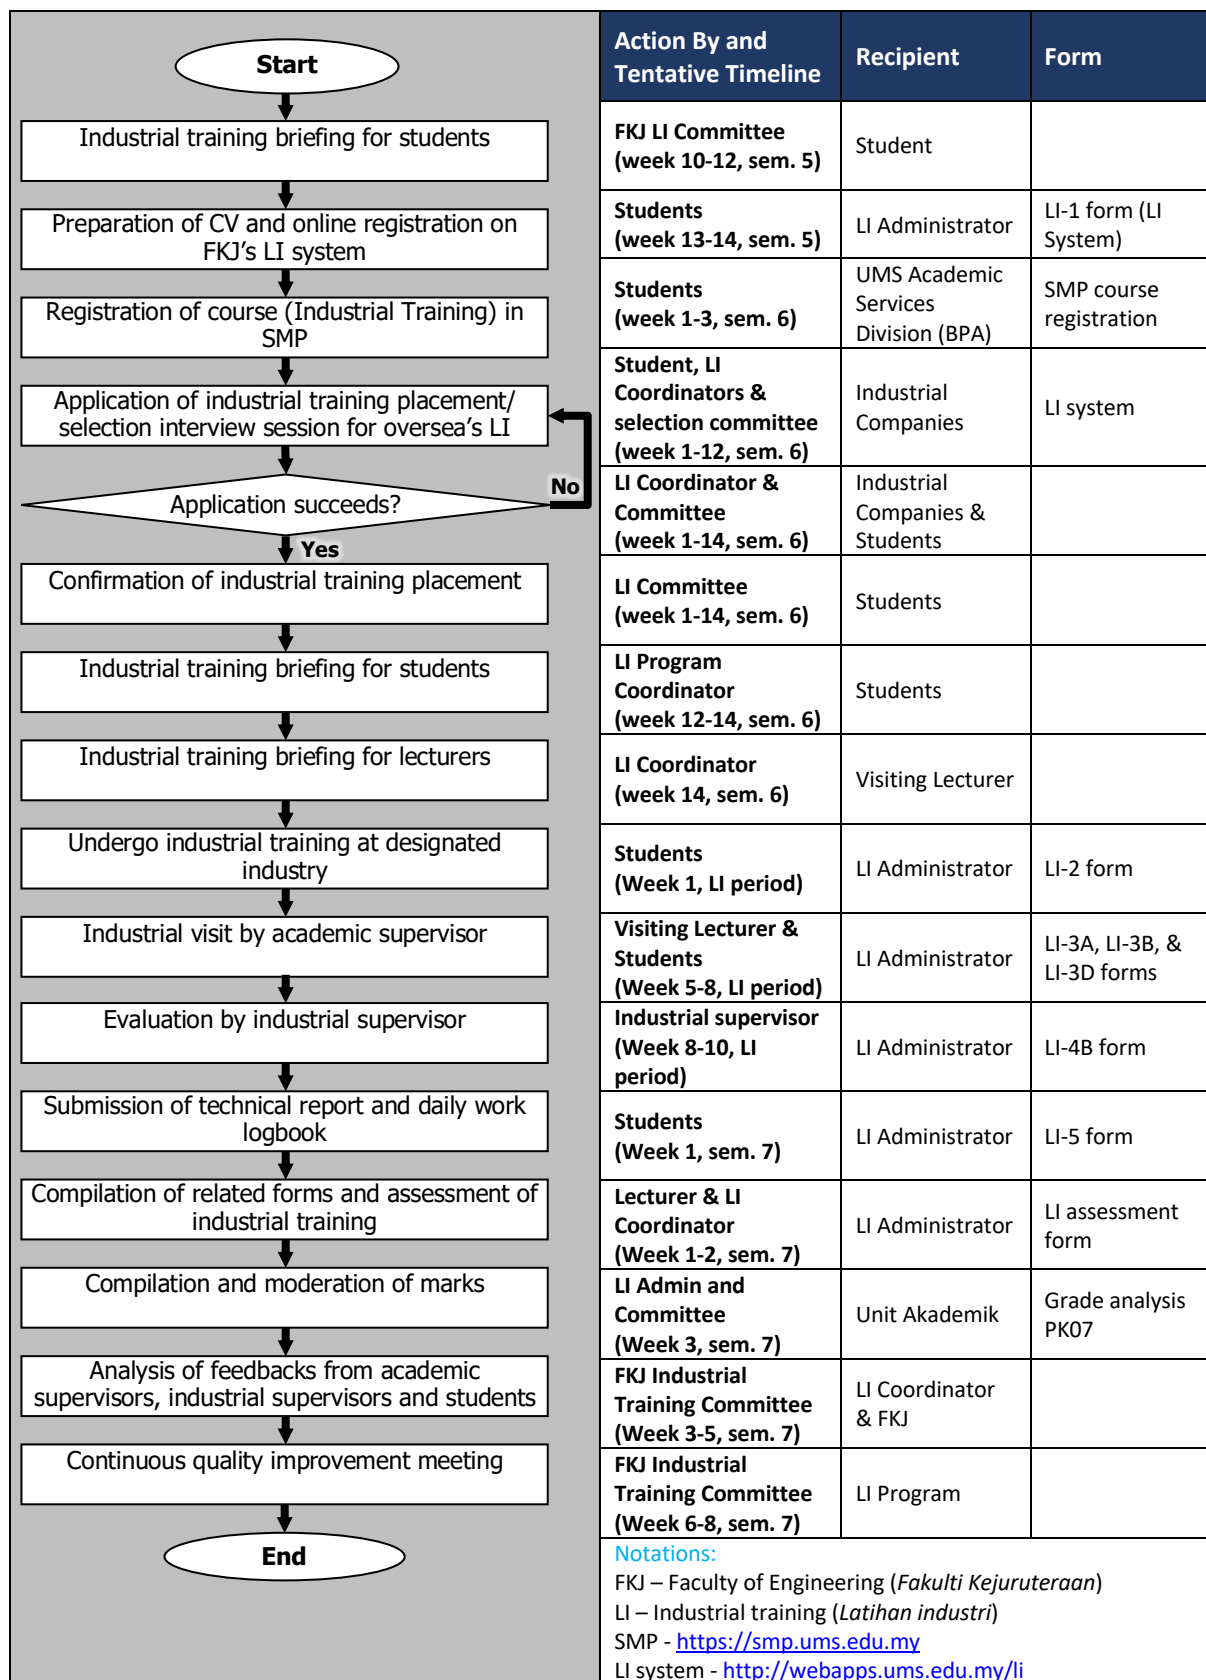 Start
Industrial training briefing for students
Preparation of CV and online registration on
FKJ's LI system
Registration of course (Industrial Training) in
SMP
Application of industrial training placement/
selection interview session for oversea's LI
No
Application succeeds?
Yes
Confirmation of industrial training placement
Industrial training briefing for students
Industrial training briefing for lecturers
Undergo industrial training at designated
industry
Industrial visit by academic supervisor
Evaluation by industrial supervisor
Submission of technical report and daily work
logbook
Compilation of related forms and assessment of
industrial training
Compilation and moderation of marks
Analysis of feedbacks from academic
supervisors, industrial supervisors and students
Continuous quality improvement meeting
End
Action By and
Tentative Timeline
Recipient
Form
FKJ LI Committee
(week 10-12, sem. 5)
Student
Students
(week 13-14, sem. 5)
LI Administrator
LI-1 form (LI
System)
Students
(week 1-3, sem. 6)
UMS Academic
Services
Division (BPA)
SMP course
registration
Student, LI
Coordinators &
selection committee
(week 1-12, sem. 6)
Industrial
Companies
LI system
LI Coordinator &
Committee
(week 1-14, sem. 6)
Industrial
Companies &
Students
LI Committee
(week 1-14, sem. 6)
Students
LI Program
Coordinator
(week 12-14, sem. 6)
Students
LI Coordinator
(week 14, sem. 6)
Visiting Lecturer
Students
(Week 1, LI period)
LI Administrator
LI-2 form
Visiting Lecturer &
Students
(Week 5-8, LI period)
LI Administrator
LI-3A, LI-3B, &
LI-3D forms
Industrial supervisor
(Week 8-10, LI
period)
LI Administrator
LI-4B form
Students
(Week 1, sem. 7)
LI Administrator
LI-5 form
Lecturer & LI
Coordinator
(Week 1-2, sem. 7)
LI Administrator
LI assessment
form
LI Admin and
Committee
(Week 3, sem. 7)
Unit Akademik
Grade analysis
PK07
FKJ Industrial
Training Committee
(Week 3-5, sem. 7)
LI Coordinator
& FKJ
FKJ Industrial
Training Committee
(Week 6-8, sem. 7)
LI Program
Notations:
FKJ – Faculty of Engineering (Fakulti Kejuruteraan)
LI – Industrial training (Latihan industri)
SMP - https://smp.ums.edu.my
LI system - http://webapps.ums.edu.my/li